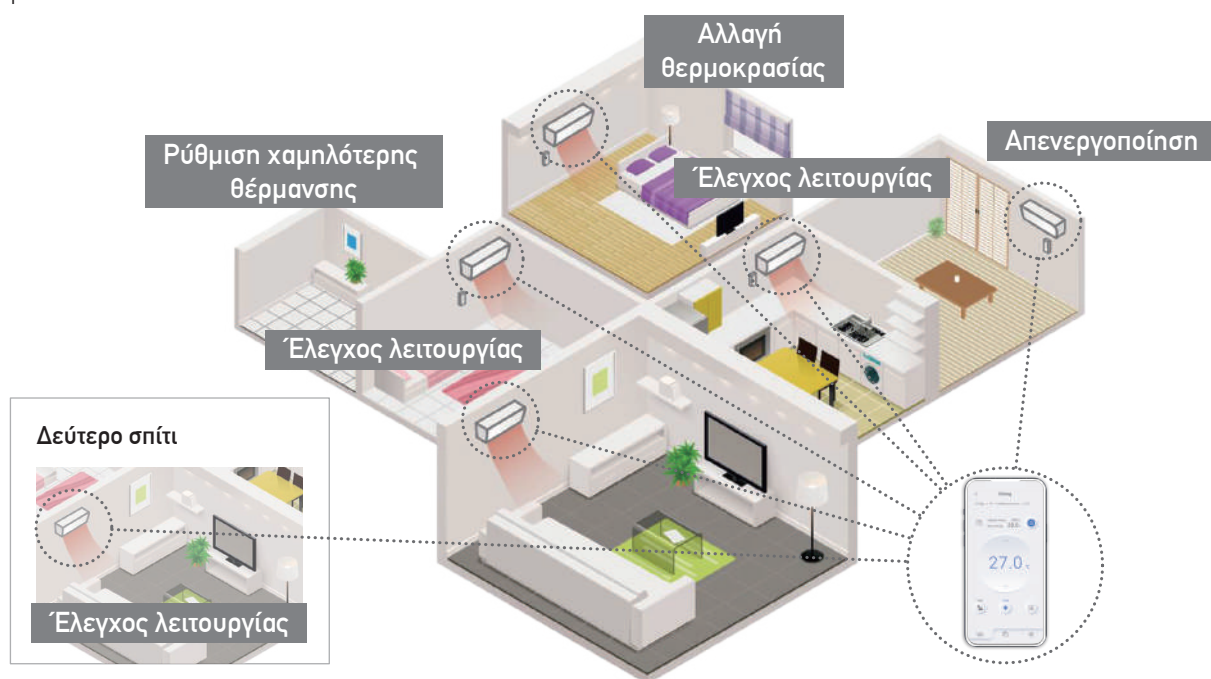 Αλλαγή
θερμοκρασίας
Ρύθμιση χαμηλότερης
θέρμανσης
Έλεγχος λειτουργίας
Απενεργοποίηση
Έλεγχος λειτουργίας
Δεύτερο σπίτι
Έλεγχος λειτουργίας
27.0